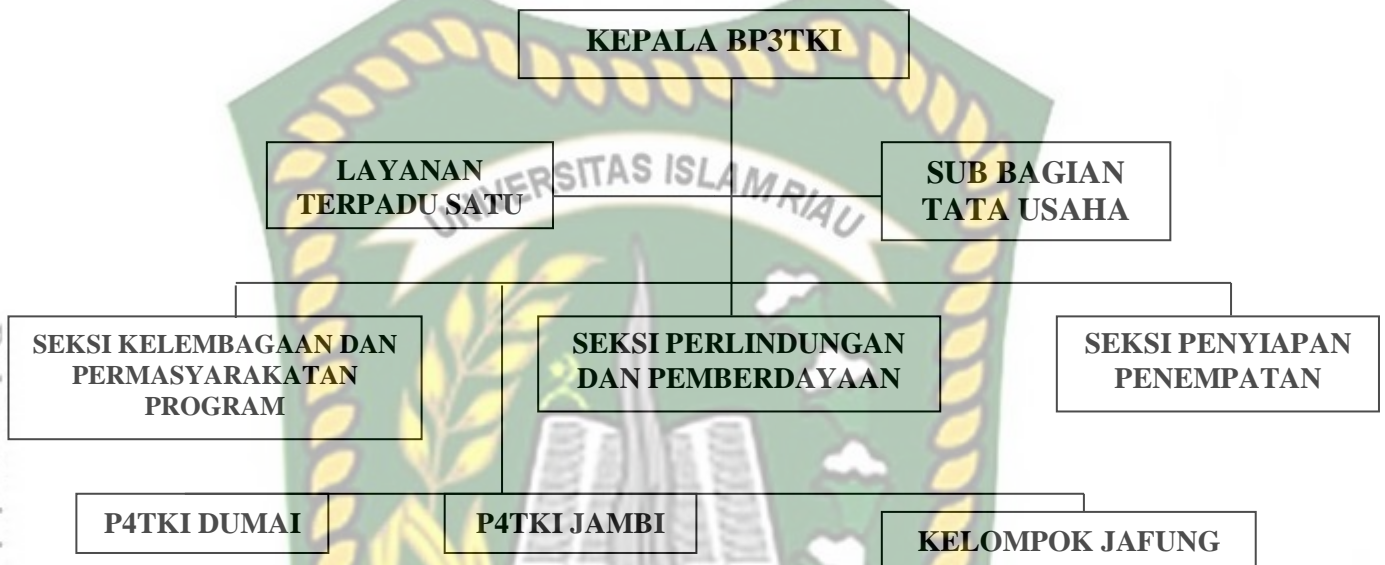 KEPALA BP3TKI
UNIVERSITAS ISLAM RIAU
LAYANAN
TERPADU SATU
SUB BAGIAN
TATA USAHA
SEKSI KELEMBAGAAN DAN
PERMASYARAKATAN
PROGRAM
SEKSI PERLINDUNGAN
DAN PEMBERDAYAAN
SEKSI PENYIAPAN
PENEMPATAN
P4TKI DUMAI
P4TKI JAMBI
KELOMPOK JAFUNG